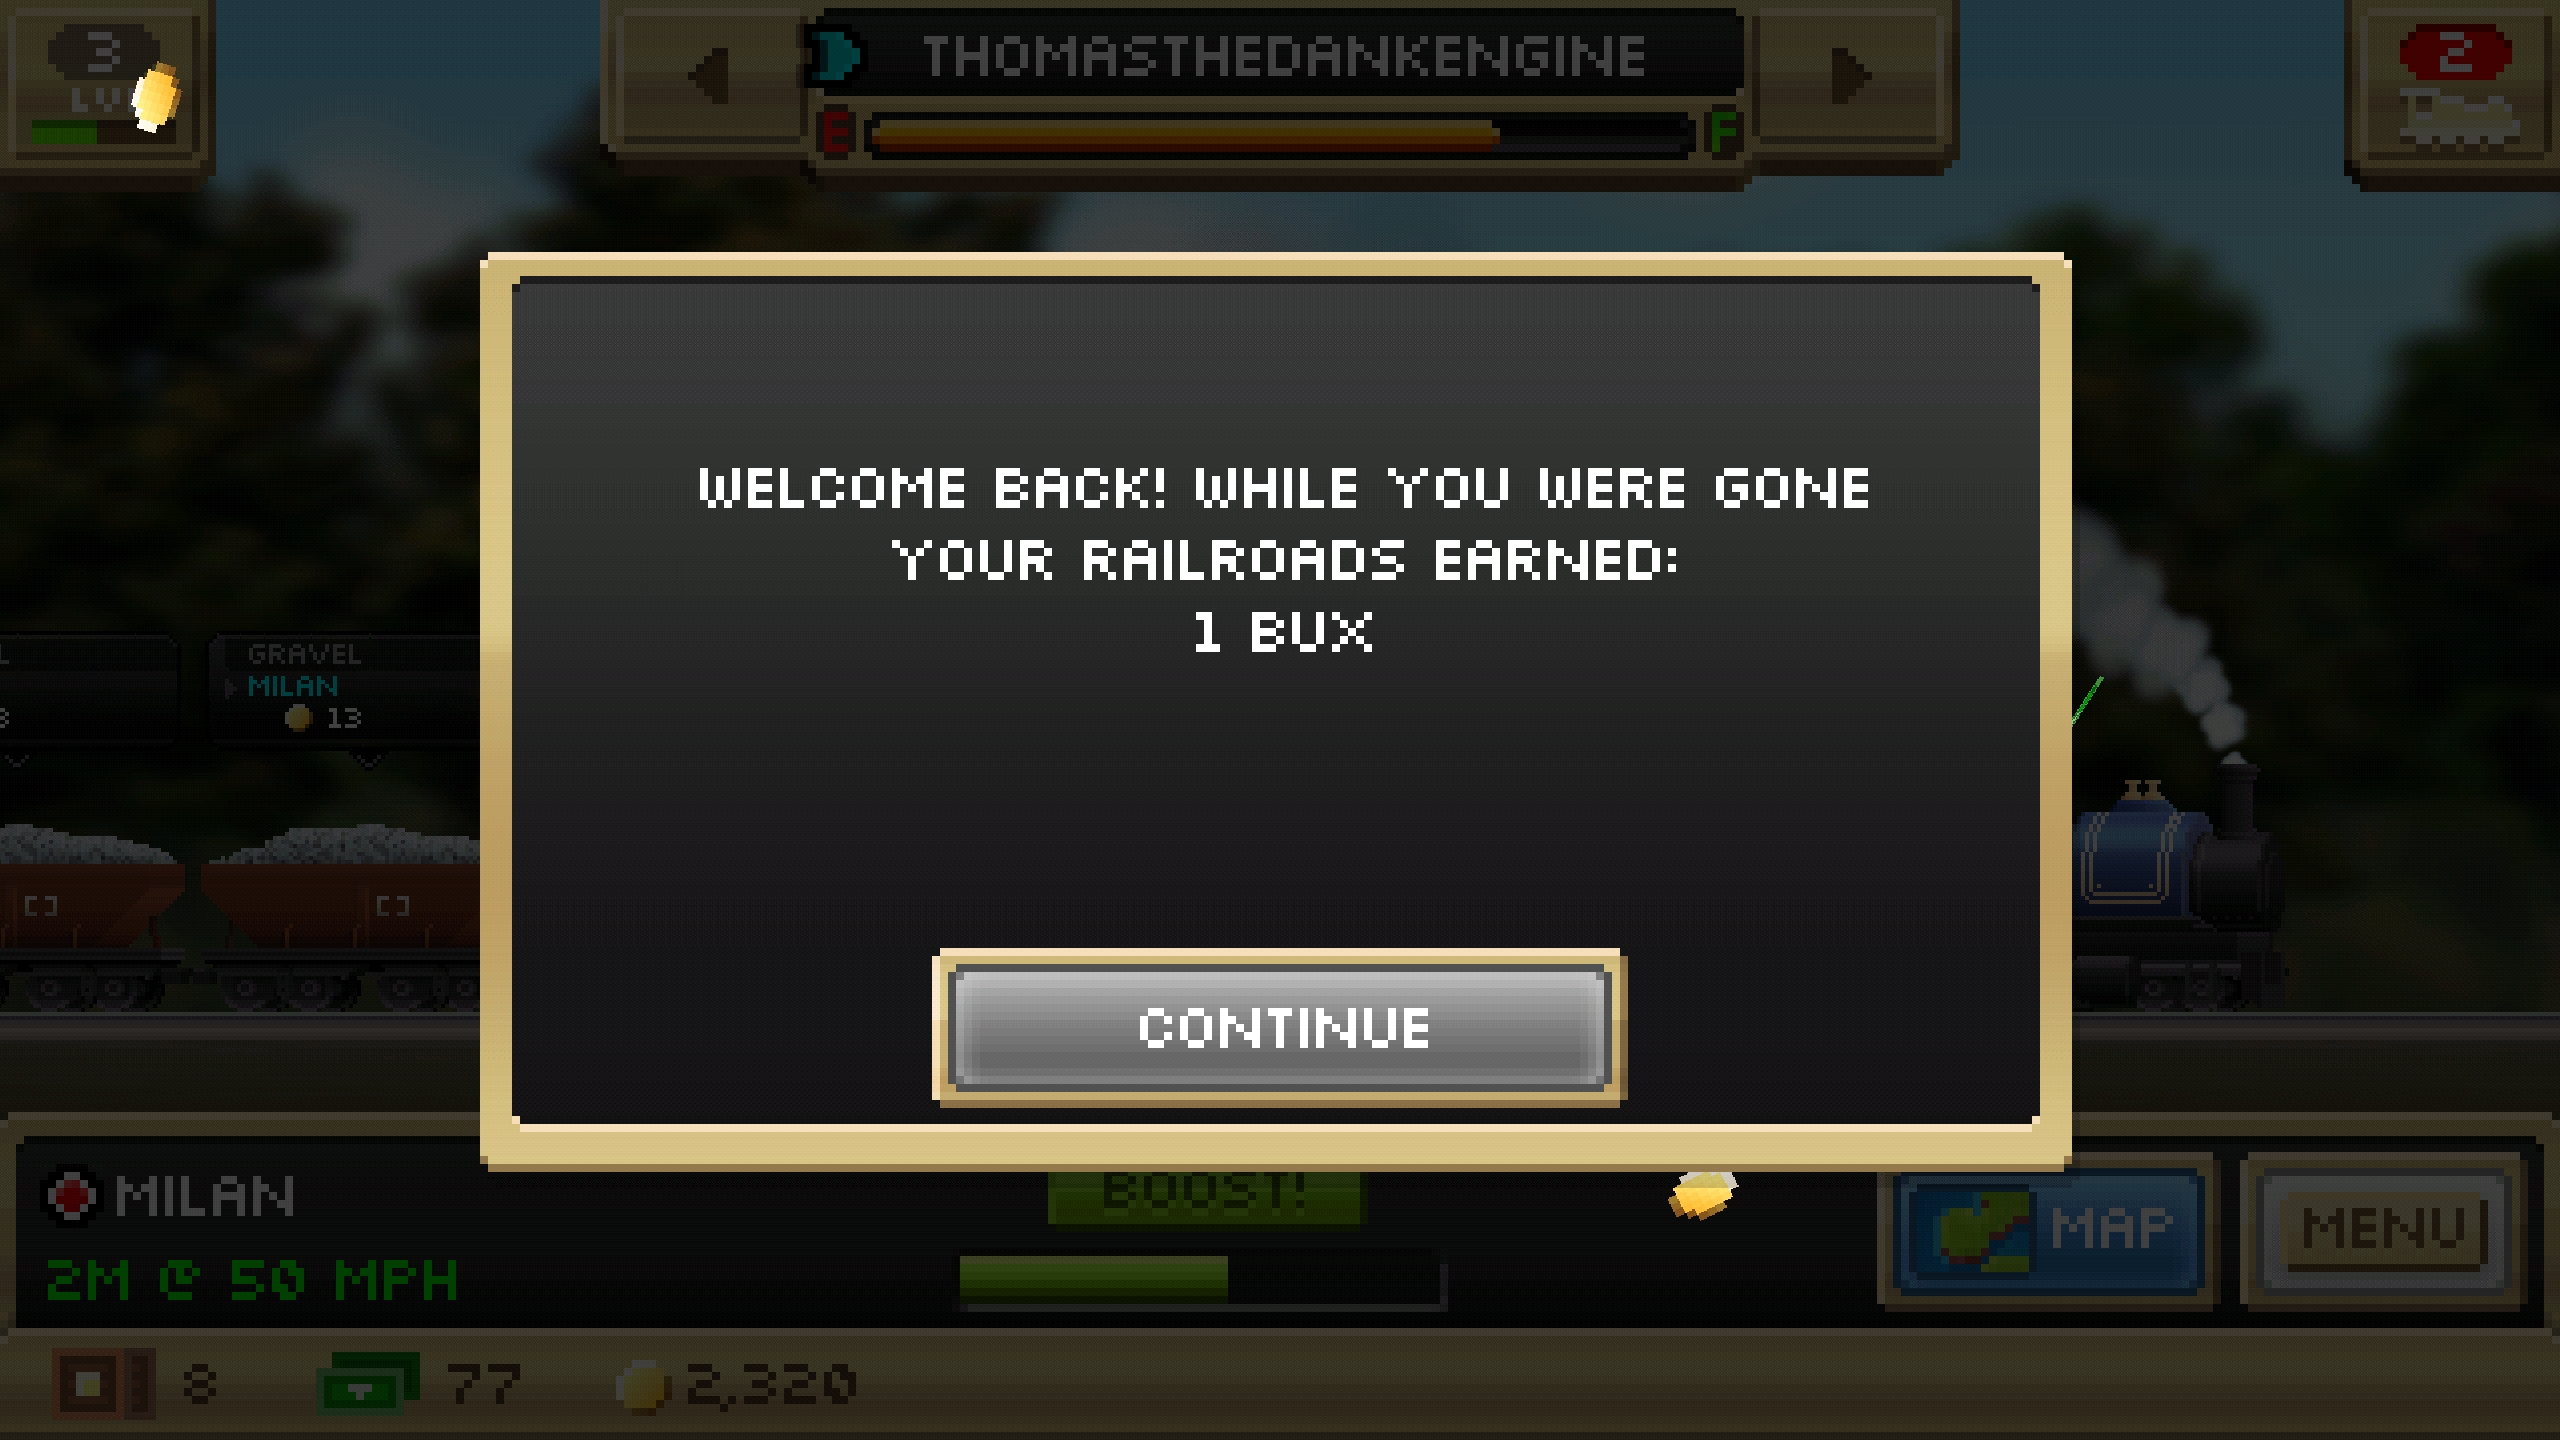 3
LVL
THOMASTHEDANKENGINE
E
F
2
WELCOME BACK! WHILE YOU WERE GONE
YOUR RAILROADS EARNED:
1 BUX
GRAVEL
MILAN
13
CONTINUE
MILAN
2M @ 50 MPH
BOOST!
MAP
MENU
8
77
2,320